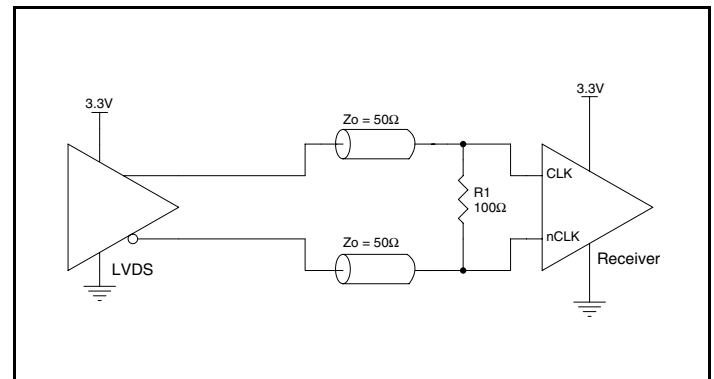 3.3V
3.3V
Zo = 50Ω
CLK
R1
100Ω
nCLK
Zo = 50Ω
Receiver
LVDS